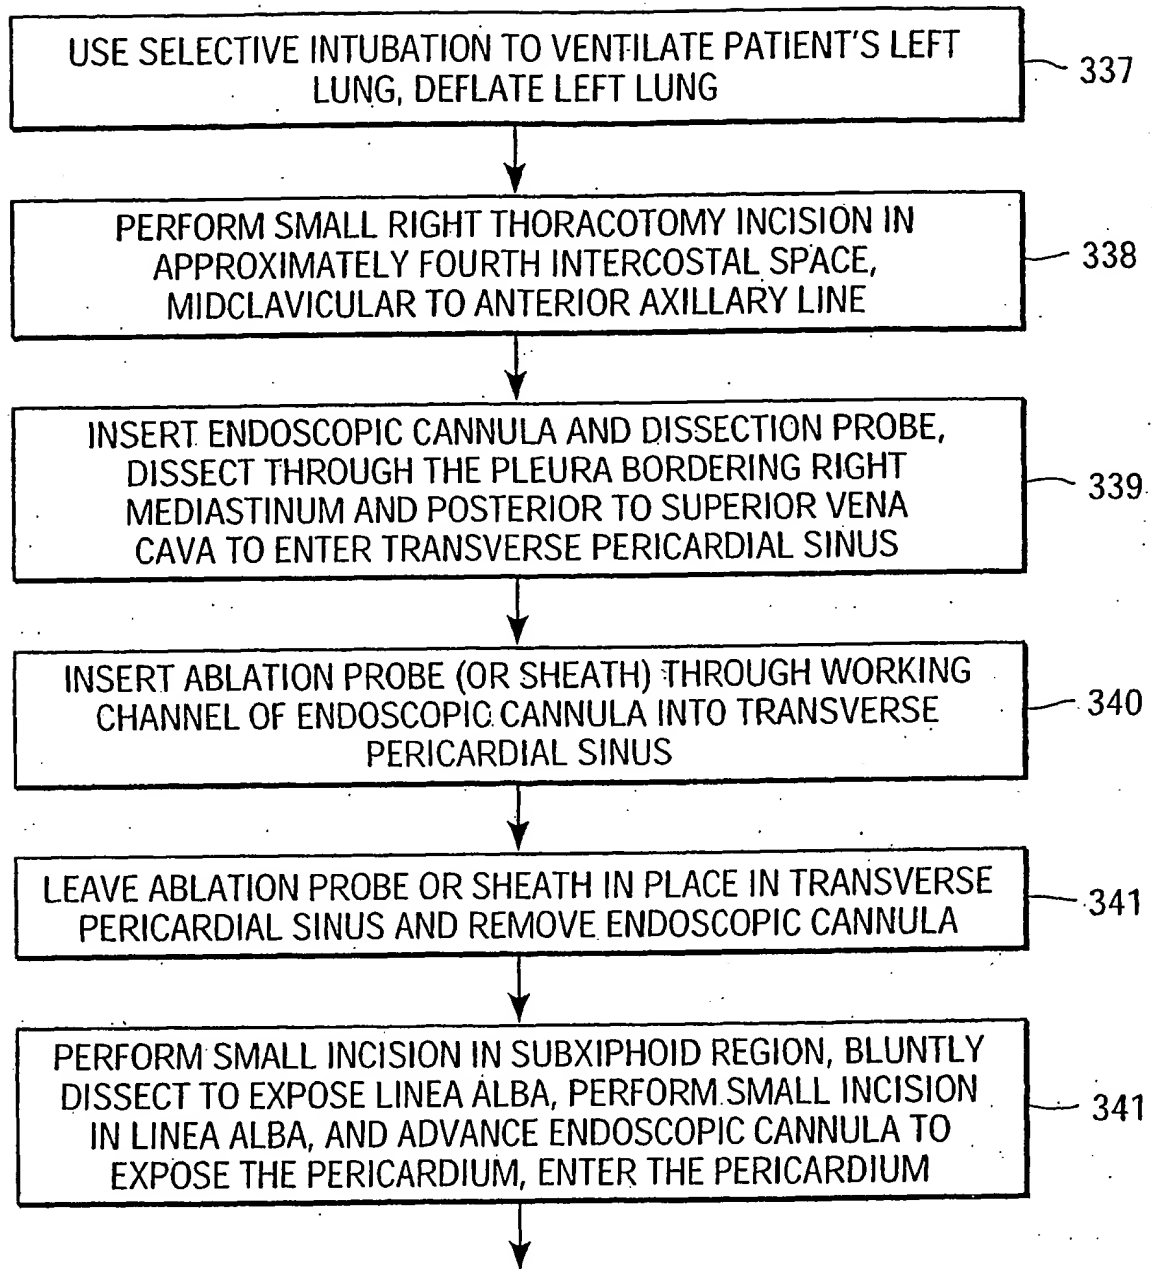 USE SELECTIVE INTUBATION TO VENTILATE PATIENT'S LEFT
LUNG, DEFLATE LEFT LUNG
337
PERFORM SMALL RIGHT THORACOTOMY INCISION IN
APPROXIMATELY FOURTH INTERCOSTAL SPACE,
MIDCLAVICULAR TO ANTERIOR AXILLARY LINE
338
INSERT ENDOSCOPIC CANNULA AND DISSECTION PROBE,
DISSECT THROUGH THE PLEURA BORDERING RIGHT
MEDIASTINUM AND POSTERIOR TO SUPERIOR VENA
CAVA TO ENTER TRANSVERSE PERICARDIAL SINUS
339
INSERT ABLATION PROBE (OR SHEATH) THROUGH WORKING
CHANNEL OF ENDOSCOPIC CANNULA INTO TRANSVERSE
PERICARDIAL SINUS
340
LEAVE ABLATION PROBE OR SHEATH IN PLACE IN TRANSVERSE
PERICARDIAL SINUS AND REMOVE ENDOSCOPIC CANNULA
341
PERFORM SMALL INCISION IN SUBXIPHOID REGION, BLUNTLY
DISSECT TO EXPOSE LINEA ALBA, PERFORM SMALL INCISION
IN LINEA ALBA, AND ADVANCE ENDOSCOPIC CANNULA TO
EXPOSE THE PERICARDIUM, ENTER THE PERICARDIUM
341